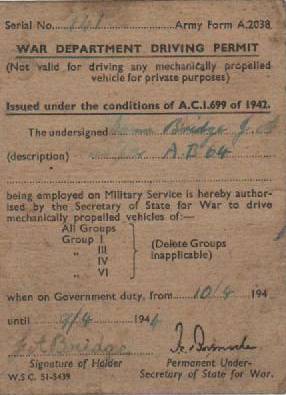 Serial No. Army Form A.2038.
WAR DEPARTMENT DRIVING PERMIT
(Not valid for driving any mechanically propelled
vehicle for private purposes)
Issued under the conditions of A.C.I.699 of 1942.
The undersigned Bridge
(description) A.B 64
being employed on Military Service is hereby author-
ised by the Secretary of State for War to drive
mechanically propelled vehicles of:—
All Groups
Group I
„ III
„ IV
„ VI
(Delete Groups
inapplicable)
when on Government duty, from 10/4 194
until 9/4 194
Bridge
Signature of Holder
Permanent Under-
Secretary of State for War.
W.S.C. 51-5439